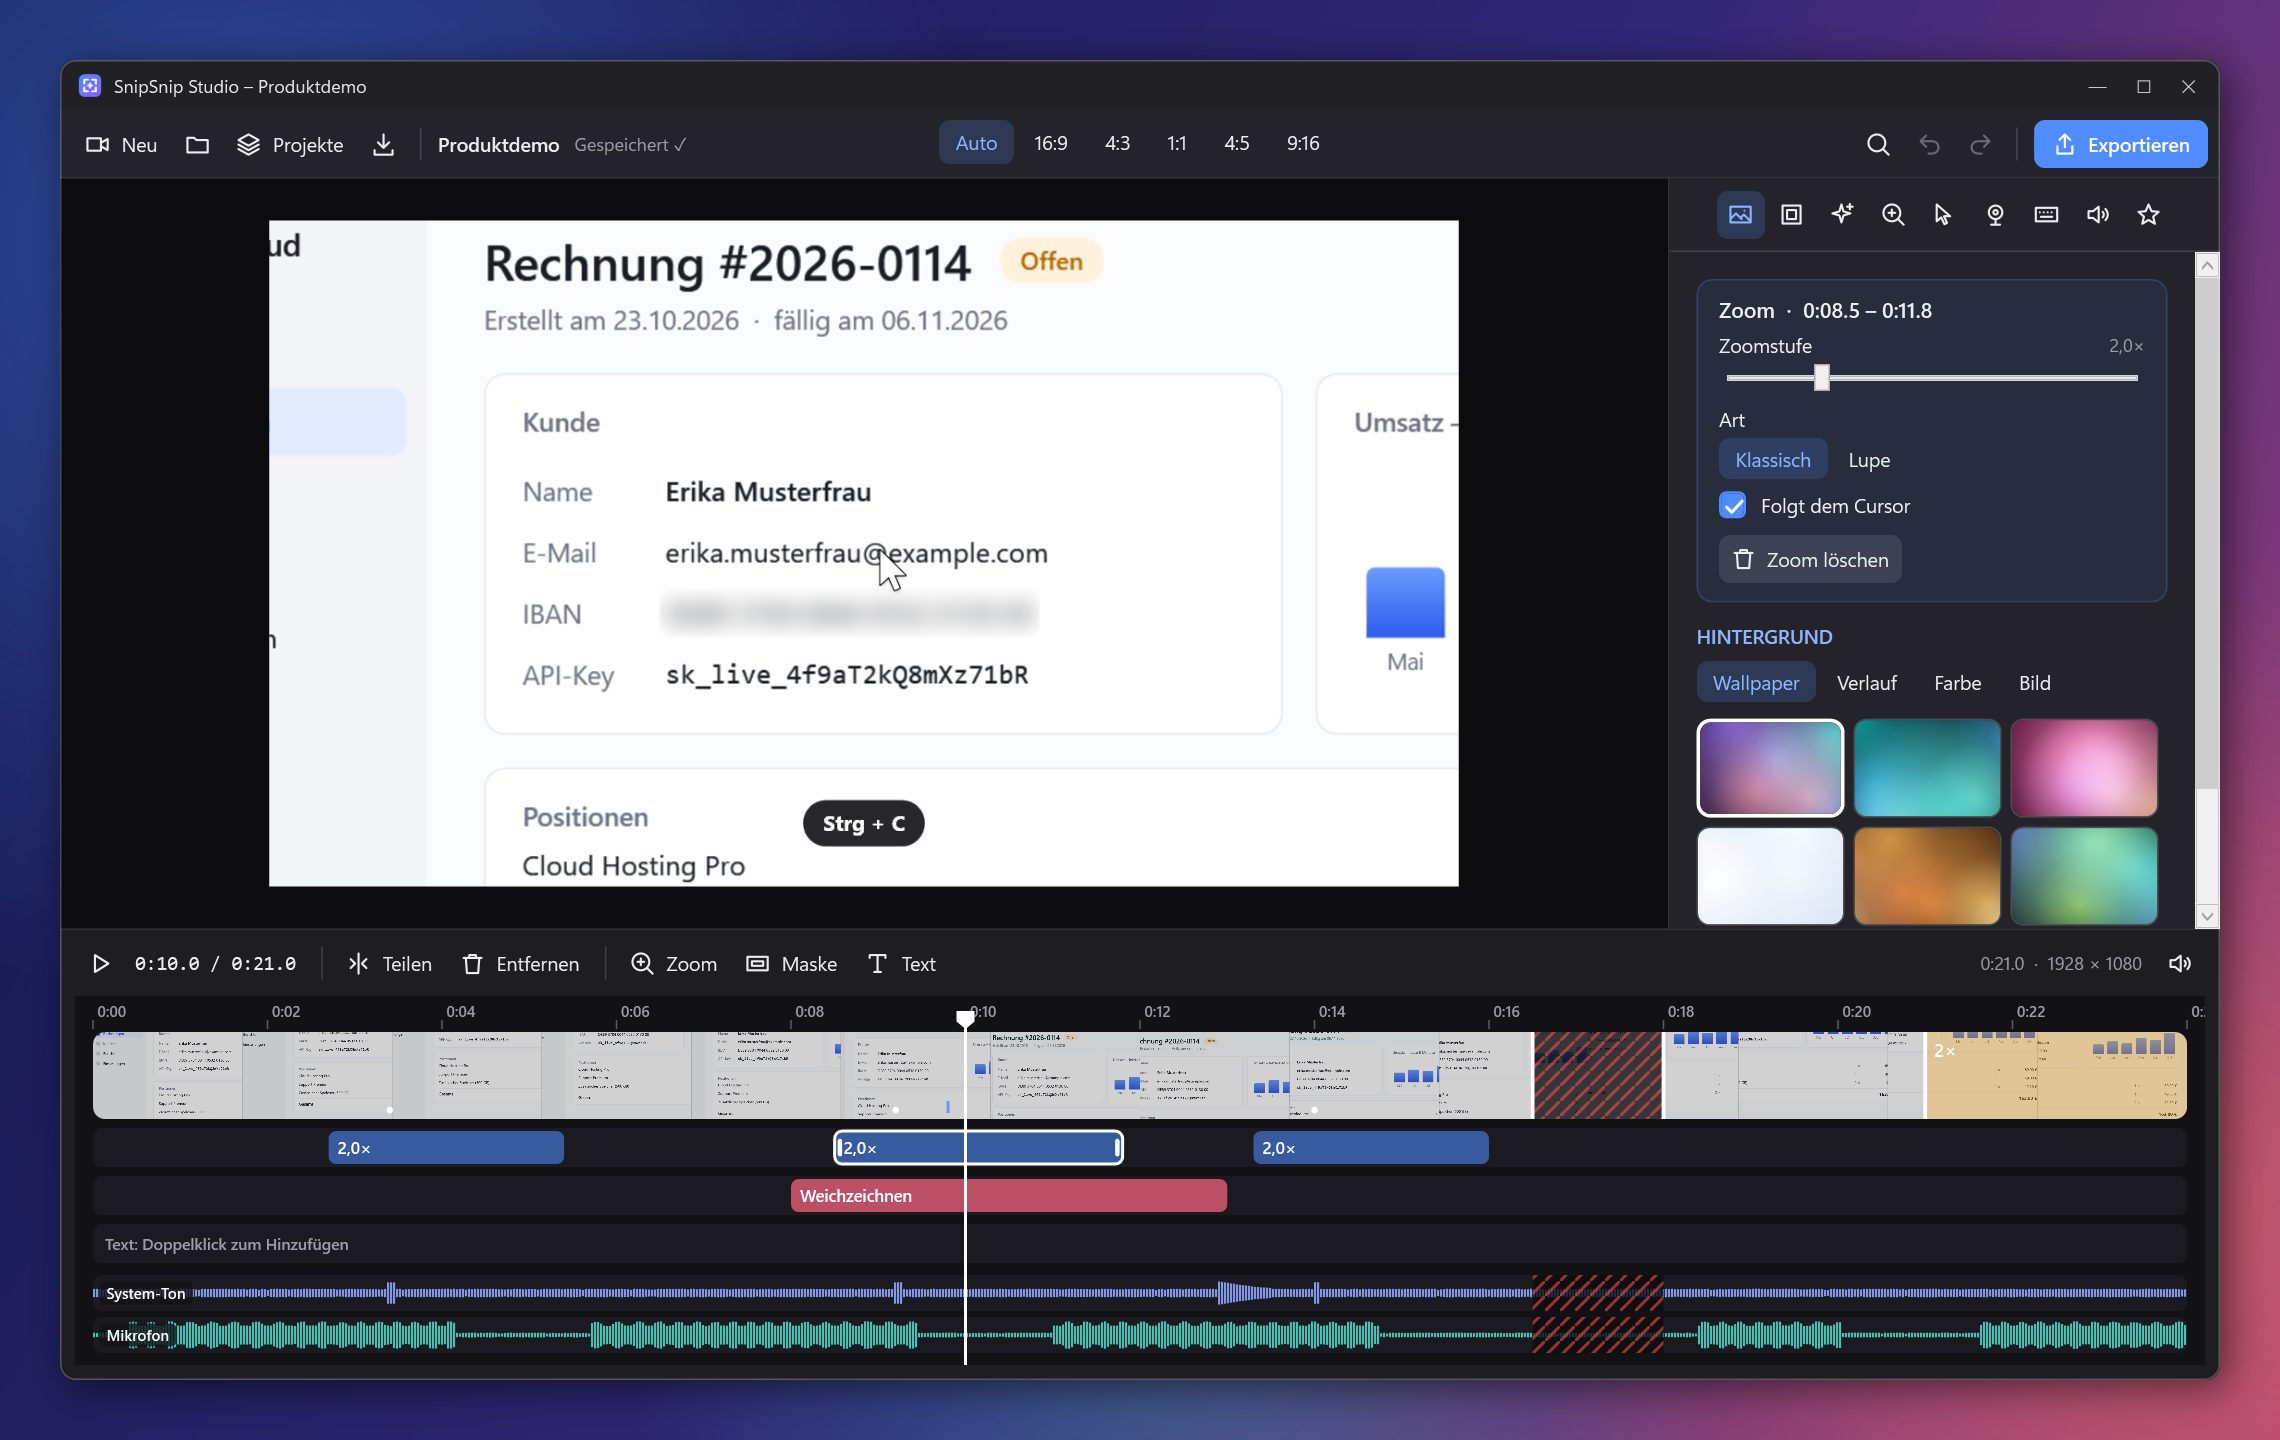 SnipSnip Studio – Produktdemo
Neu
Projekte
Produktdemo
Gespeichert ✓
Auto
16:9
4:3
1:1
4:5
9:16
Exportieren
ud
Rechnung #2026-0114
Offen
Erstellt am 23.10.2026 · fällig am 06.11.2026
Kunde
Name
Erika Musterfrau
E-Mail
erika.musterfrau@example.com
IBAN
API-Key
sk_live_4f9aT2kQ8mXz71bR
Umsatz –
Mai
Positionen
Strg + C
Cloud Hosting Pro
Zoom · 0:08.5 – 0:11.8
Zoomstufe
2,0×
Art
Klassisch
Lupe
Folgt dem Cursor
Zoom löschen
HINTERGRUND
Wallpaper
Verlauf
Farbe
Bild
0:10.0 / 0:21.0
Teilen
Entfernen
Zoom
Maske
Text
0:21.0 · 1928 × 1080
0:00
0:02
0:04
0:06
0:08
0:10
0:12
0:14
0:16
0:18
0:20
0:22
2×
2,0×
2,0×
2,0×
Weichzeichnen
Text: Doppelklick zum Hinzufügen
System-Ton
Mikrofon